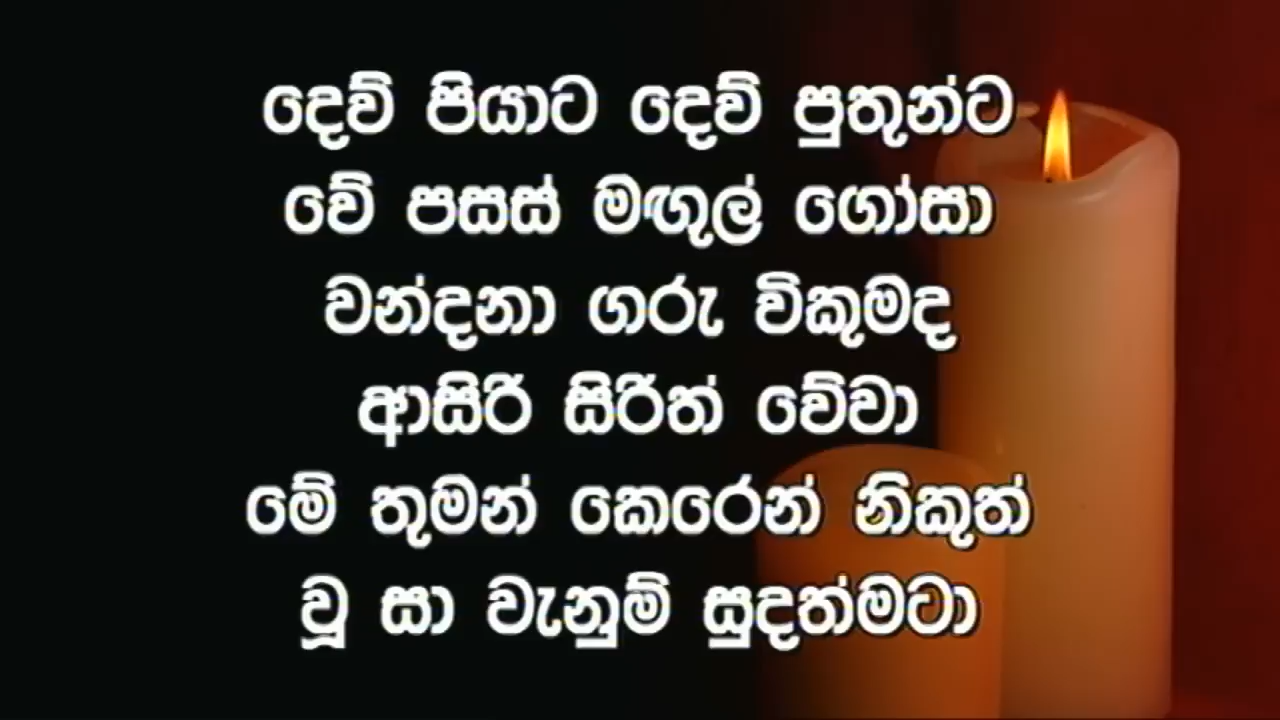 දෙව් පියාට දෙව් පුතුන්ට
වේ පසස් මඟුල් ගෝසා
වන්දනා ගරු විකුමද
ආසිරි සිරිත් වේවා
මේ තුමන් කෙරෙන් නිකුත්
වූ සා වැනුම් සුදත්මටා